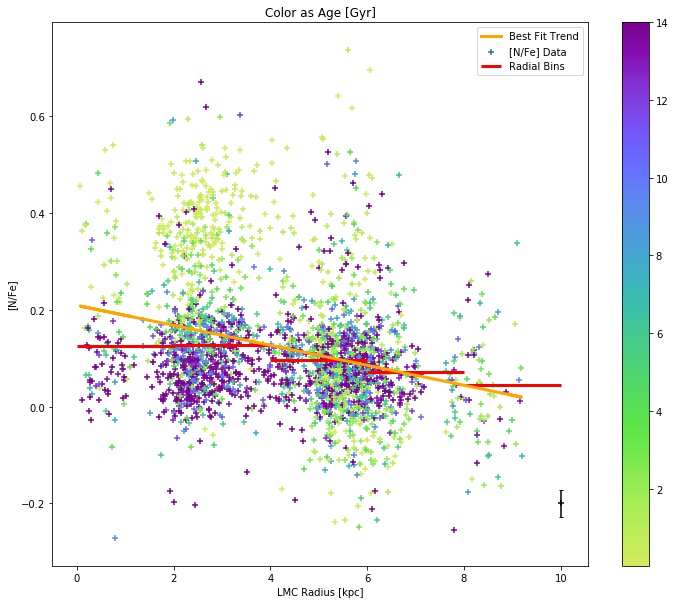 Color as Age [Gyr]
Best Fit Trend
[N/Fe] Data
Radial Bins
[N/Fe]
0.6
0.4
0.2
0.0
−0.2
0 2 4 6 8 10
LMC Radius [kpc]
14
12
10
8
6
4
2